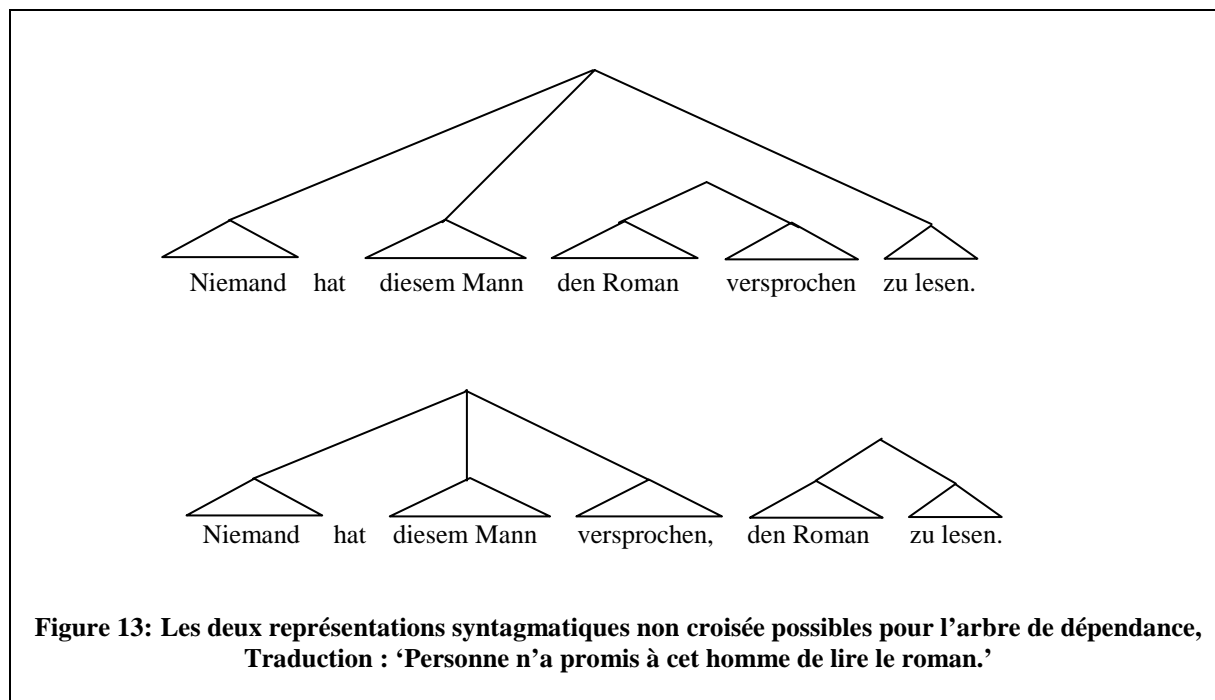 Niemand hat diesem Mann den Roman versprochen zu lesen.
Niemand hat diesem Mann versprochen, den Roman zu lesen.
Figure 13: Les deux représentations syntagmatiques non croisée possibles pour l'arbre de dépendance,
Traduction : ‘Personne n'a promis à cet homme de lire le roman.’